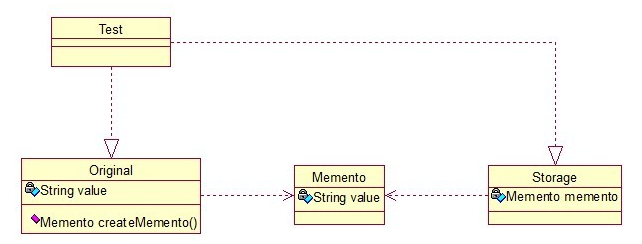 Test
Original
String value
Memento createMemento()
Memento
String value
Storage
Memento memento